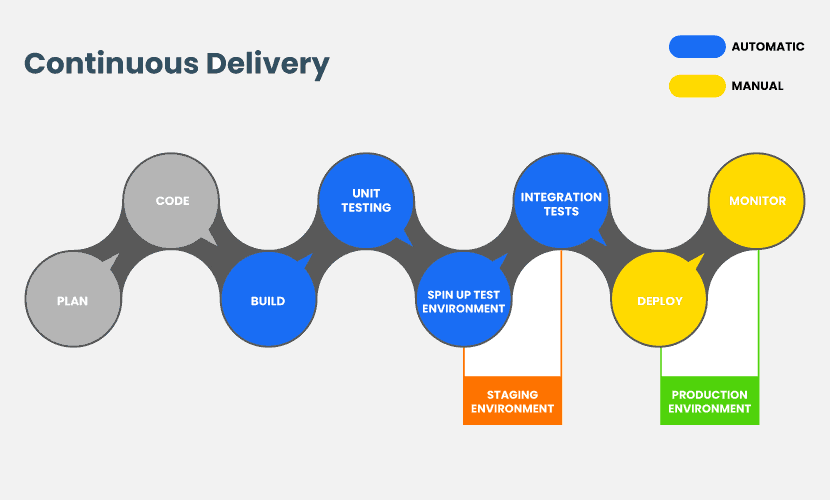 Continuous Delivery
AUTOMATIC
MANUAL
CODE
UNIT
TESTING
INTEGRATION
TESTS
MONITOR
PLAN
BUILD
SPIN UP TEST
ENVIRONMENT
DEPLOY
STAGING
ENVIRONMENT
PRODUCTION
ENVIRONMENT